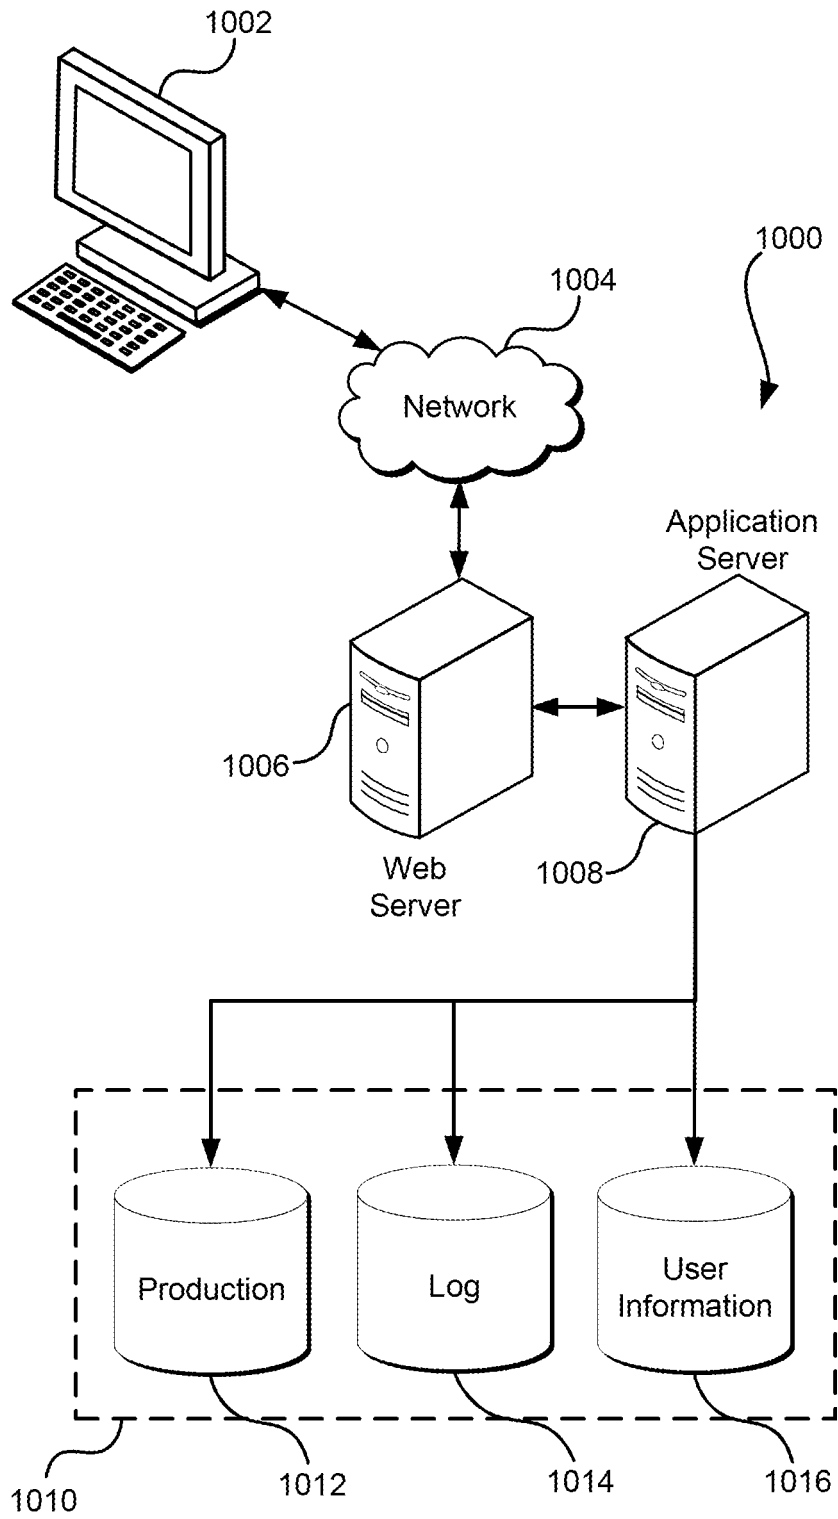 1002
1000
1004
Network
Application
Server
1006
1008
Web
Server
Production
Log
User
Information
1010
1012
1014
1016